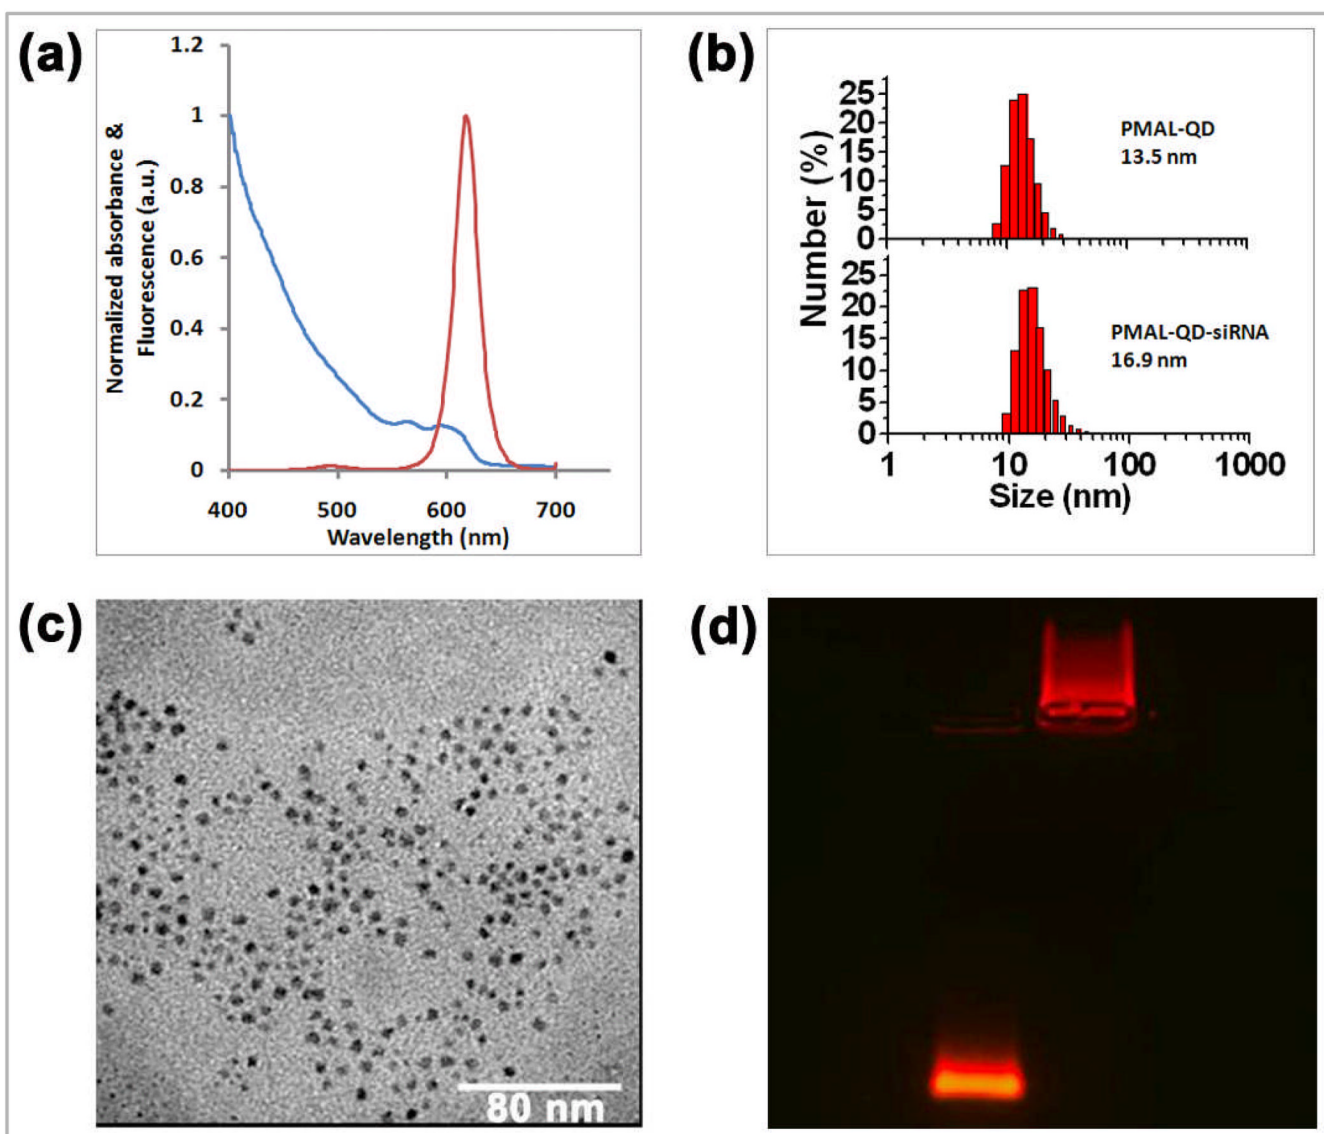 (a)
Normalized absorbance &
Fluorescence (a.u.)
1.2
1
0.8
0.6
0.4
0.2
0
400 500 600 700
Wavelength (nm)
(b)
Number (%)
25
20
15
10
5
0
PMAL-QD
13.5 nm
25
20
15
10
5
0
PMAL-QD-siRNA
16.9 nm
1 10 100 1000
Size (nm)
(c)
80 nm
(d)